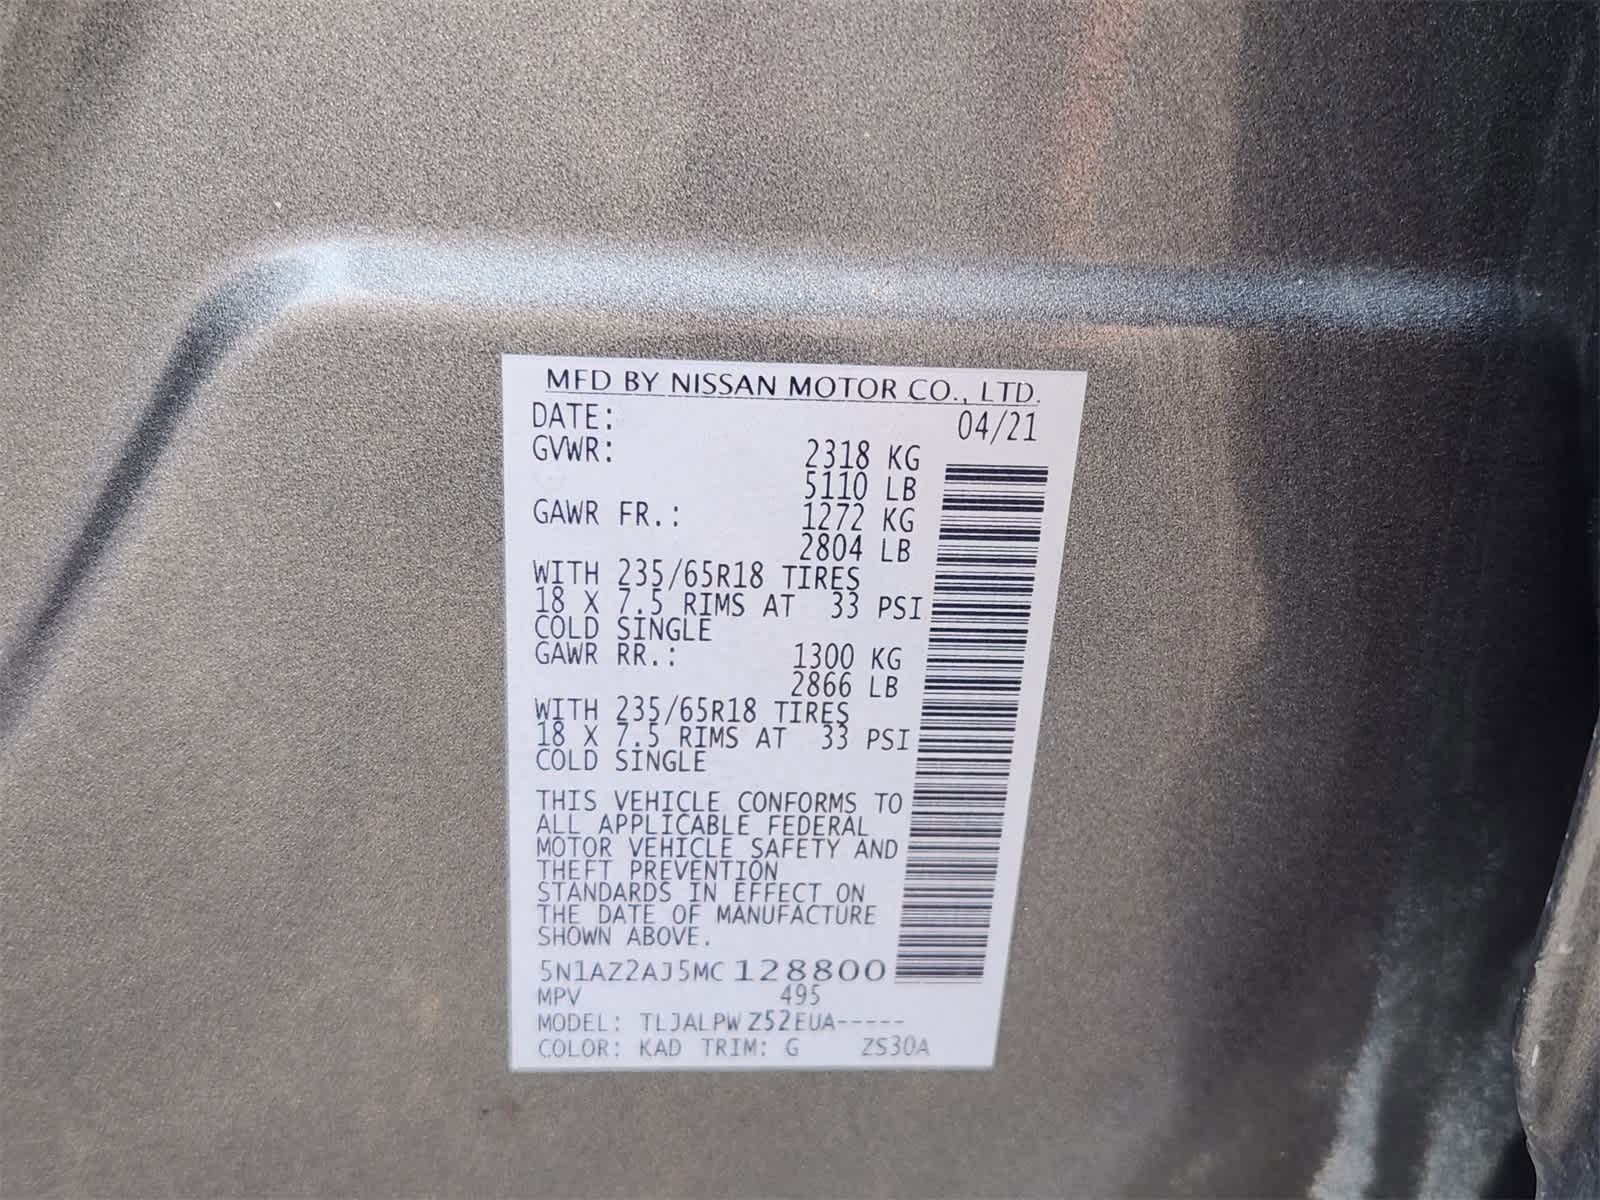 MFD BY NISSAN MOTOR CO., LTD.
DATE: 04/21
GVWR: 2318 KG
5110 LB
GAWR FR.: 1272 KG
2804 LB
WITH 235/65R18 TIRES
18 X 7.5 RIMS AT 33 PSI
COLD SINGLE
GAWR RR.: 1300 KG
2866 LB
WITH 235/65R18 TIRES
18 X 7.5 RIMS AT 33 PSI
COLD SINGLE
THIS VEHICLE CONFORMS TO
ALL APPLICABLE FEDERAL
MOTOR VEHICLE SAFETY AND
THEFT PREVENTION
STANDARDS IN EFFECT ON
THE DATE OF MANUFACTURE
SHOWN ABOVE.
5N1AZ2AJ5MC128800
MPV 495
MODEL: TLJALPWZ52EUA-----
COLOR: KAD TRIM: G ZS30A